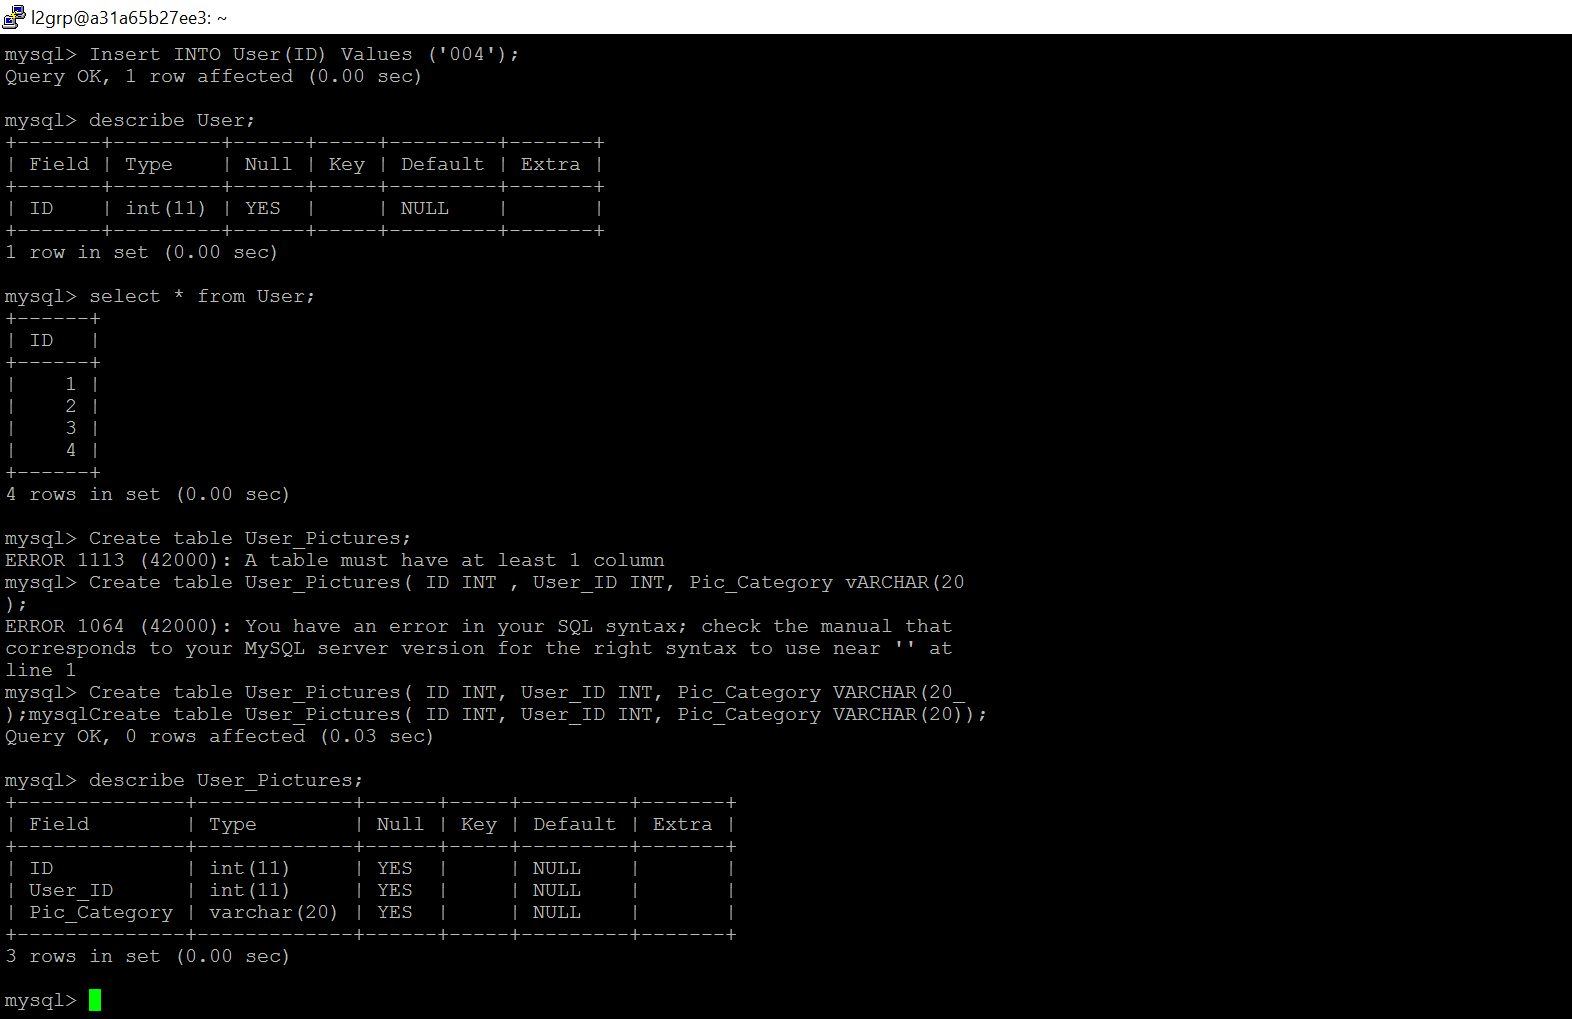 l2grp@a31a65b27ee3: ~
mysql> Insert INTO User(ID) Values ('004');
Query OK, 1 row affected (0.00 sec)
mysql> describe User;
+-------+---------+------+-----+---------+-------+
| Field | Type    | Null | Key | Default | Extra |
+-------+---------+------+-----+---------+-------+
| ID    | int(11) | YES  |     | NULL    |       |
+-------+---------+------+-----+---------+-------+
1 row in set (0.00 sec)
mysql> select * from User;
+------+
| ID   |
+------+
|    1 |
|    2 |
|    3 |
|    4 |
+------+
4 rows in set (0.00 sec)
mysql> Create table User_Pictures;
ERROR 1113 (42000): A table must have at least 1 column
mysql> Create table User_Pictures( ID INT , User_ID INT, Pic_Category vARCHAR(20
);
ERROR 1064 (42000): You have an error in your SQL syntax; check the manual that
corresponds to your MySQL server version for the right syntax to use near '' at
line 1
mysql> Create table User_Pictures( ID INT, User_ID INT, Pic_Category VARCHAR(20_
);mysqlCreate table User_Pictures( ID INT, User_ID INT, Pic_Category VARCHAR(20));
Query OK, 0 rows affected (0.03 sec)
mysql> describe User_Pictures;
+--------------+-------------+------+-----+---------+-------+
| Field        | Type        | Null | Key | Default | Extra |
+--------------+-------------+------+-----+---------+-------+
| ID           | int(11)     | YES  |     | NULL    |       |
| User_ID      | int(11)     | YES  |     | NULL    |       |
| Pic_Category | varchar(20) | YES  |     | NULL    |       |
+--------------+-------------+------+-----+---------+-------+
3 rows in set (0.00 sec)
mysql>